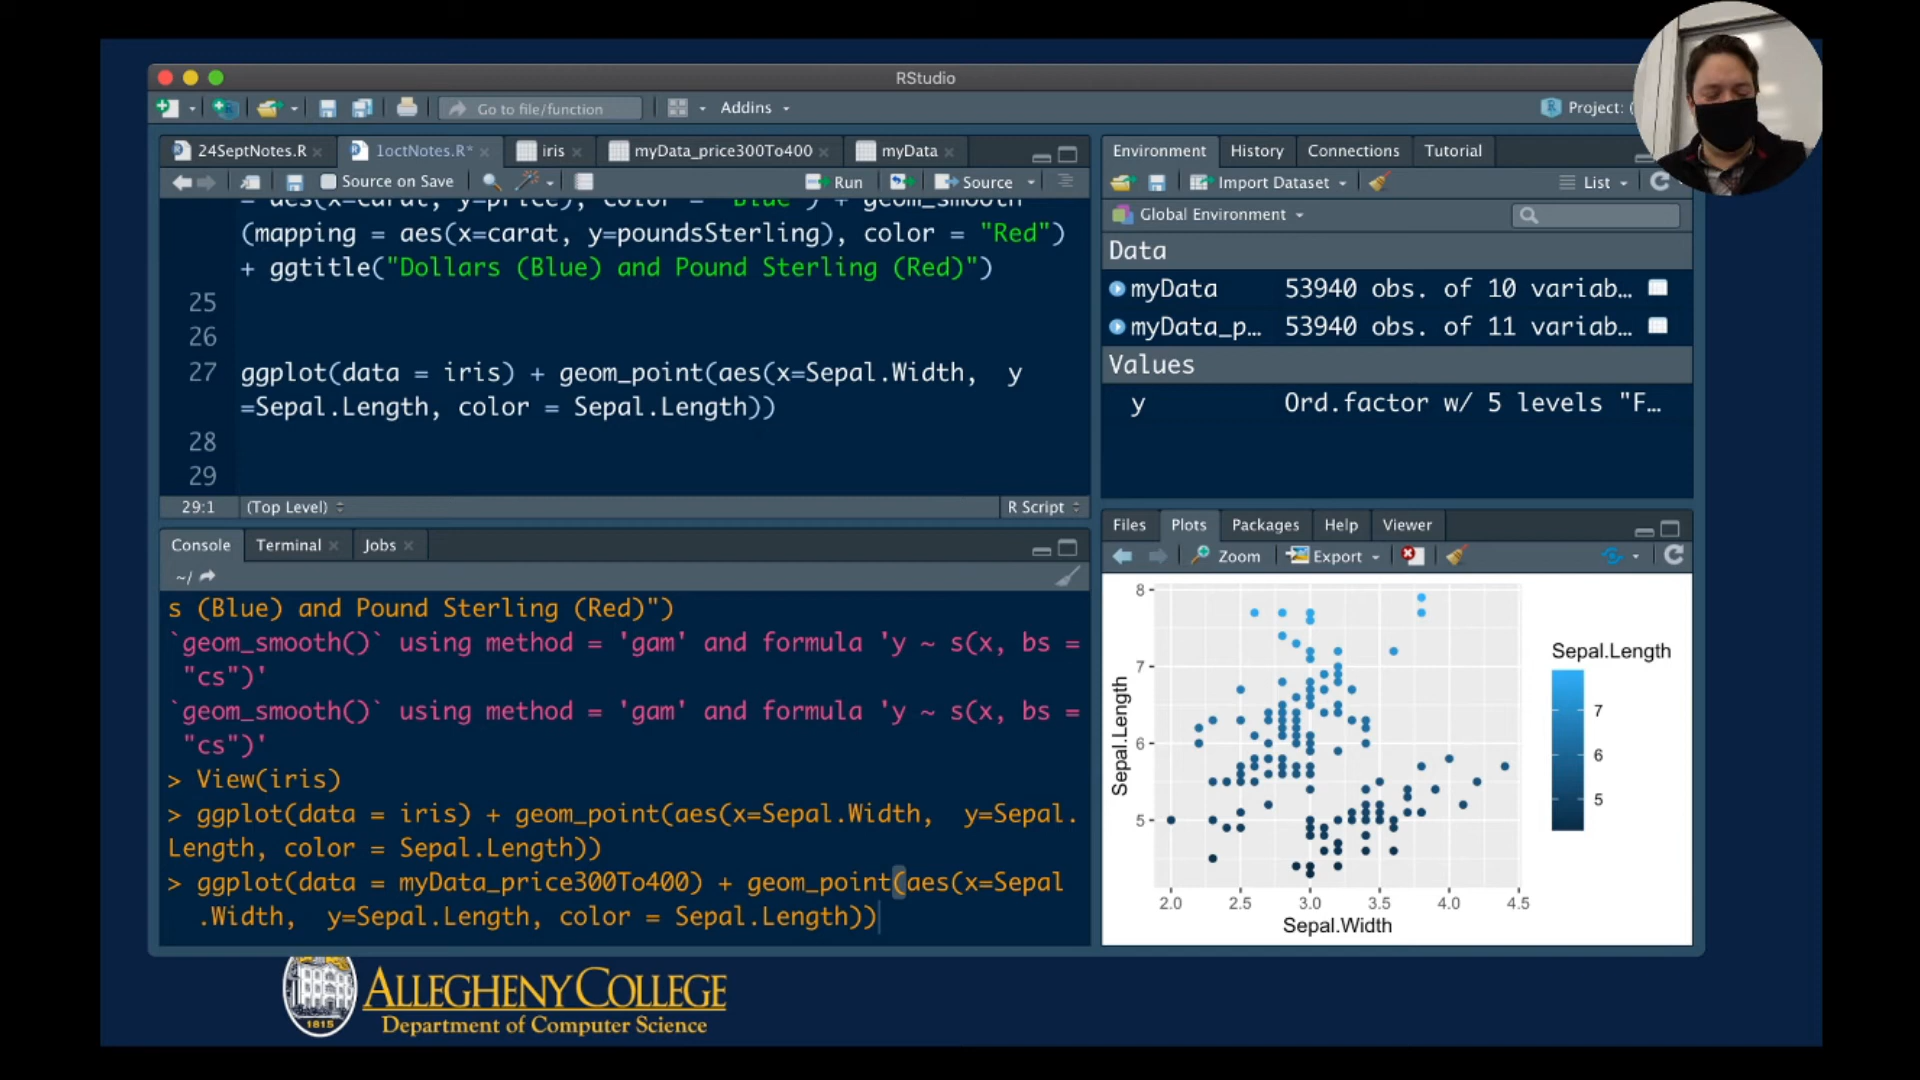 RStudio
Go to file/function
Addins
Project: (
24SeptNotes.R
1octNotes.R*
iris
myData_price300To400
myData
Source on Save
Run
Source
= aes(x=carat, y=price), color = "Blue") + geom_smooth
(mapping = aes(x=carat, y=poundsSterling), color = "Red")
+ ggtitle("Dollars (Blue) and Pound Sterling (Red)")
25
26
27 ggplot(data = iris) + geom_point(aes(x=Sepal.Width,  y
=Sepal.Length, color = Sepal.Length))
28
29
29:1 (Top Level) R Script
Console Terminal Jobs
~/
s (Blue) and Pound Sterling (Red)")
`geom_smooth()` using method = 'gam' and formula 'y ~ s(x, bs =
"cs")'
`geom_smooth()` using method = 'gam' and formula 'y ~ s(x, bs =
"cs")'
> View(iris)
> ggplot(data = iris) + geom_point(aes(x=Sepal.Width,  y=Sepal.
Length, color = Sepal.Length))
> ggplot(data = myData_price300To400) + geom_point(aes(x=Sepal
.Width,  y=Sepal.Length, color = Sepal.Length))
Environment History Connections Tutorial
Import Dataset
List
Global Environment
Data
myData 53940 obs. of 10 variab…
myData_p… 53940 obs. of 11 variab…
Values
y Ord.factor w/ 5 levels "F…
Files Plots Packages Help Viewer
Zoom Export
8
7
6
5
Sepal.Length
2.0 2.5 3.0 3.5 4.0 4.5
Sepal.Width
Sepal.Length
7
6
5
1815
ALLEGHENY COLLEGE
Department of Computer Science